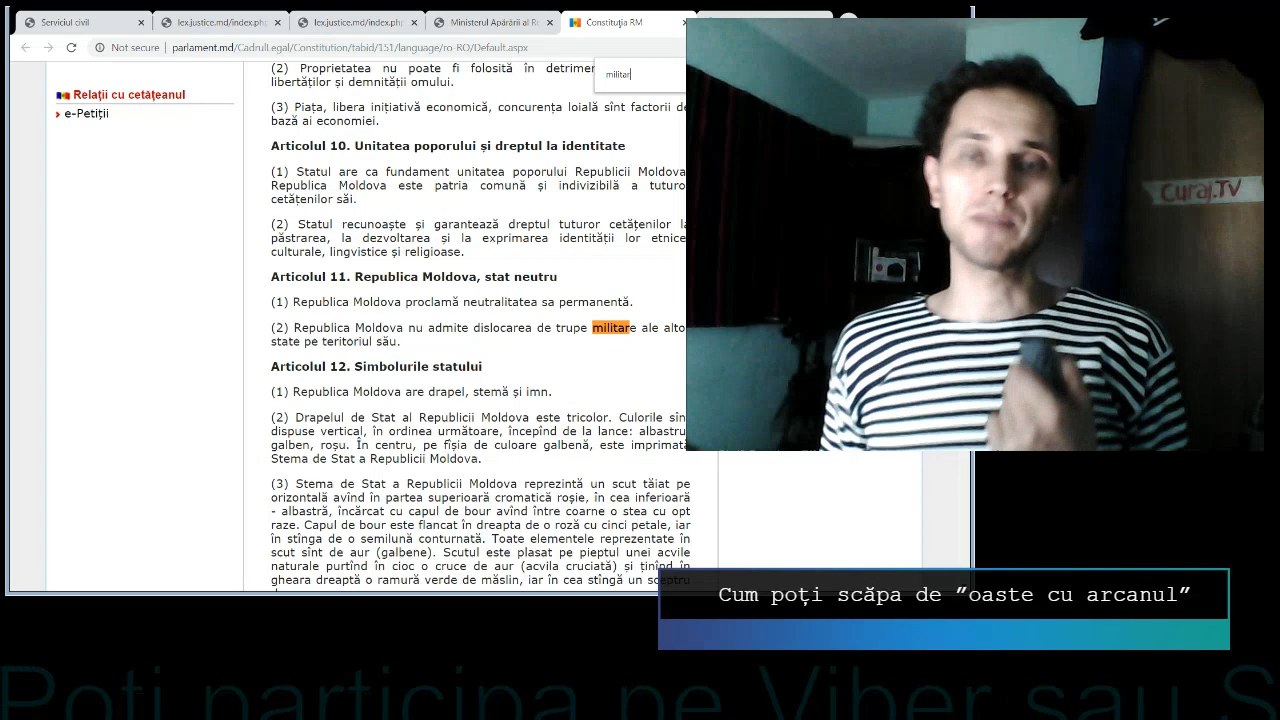 Serviciul civil
lex.justice.md/index.php
lex.justice.md/index.php
Ministerul Apărării al R
Constituţia RM
Not secure
parlament.md/CadrulLegal/Constitution/tabid/151/language/ro-RO/Default.aspx
militar
Relații cu cetățeanul
e-Petiții
(2) Proprietatea nu poate fi folosită în detrimen
libertăților și demnității omului.
(3) Piața, libera inițiativă economică, concurența loială sînt factorii de
bază ai economiei.
Articolul 10. Unitatea poporului și dreptul la identitate
(1) Statul are ca fundament unitatea poporului Republicii Moldova
Republica Moldova este patria comună și indivizibilă a tuturo
cetățenilor săi.
(2) Statul recunoaște și garantează dreptul tuturor cetățenilor la
păstrarea, la dezvoltarea și la exprimarea identității lor etnice
culturale, lingvistice și religioase.
Articolul 11. Republica Moldova, stat neutru
(1) Republica Moldova proclamă neutralitatea sa permanentă.
(2) Republica Moldova nu admite dislocarea de trupe militare ale alto
state pe teritoriul său.
Articolul 12. Simbolurile statului
(1) Republica Moldova are drapel, stemă și imn.
(2) Drapelul de Stat al Republicii Moldova este tricolor. Culorile sîn
dispuse vertical, în ordinea următoare, începînd de la lance: albastru
galben, roșu. În centru, pe fîșia de culoare galbenă, este imprimată
Stema de Stat a Republicii Moldova.
(3) Stema de Stat a Republicii Moldova reprezintă un scut tăiat pe
orizontală avînd în partea superioară cromatică roșie, în cea inferioară
- albastră, încărcat cu capul de bour avînd între coarne o stea cu opt
raze. Capul de bour este flancat în dreapta de o roză cu cinci petale, iar
în stînga de o semilună conturnată. Toate elementele reprezentate în
scut sînt de aur (galbene). Scutul este plasat pe pieptul unei acvile
naturale purtînd în cioc o cruce de aur (acvila cruciată) și ținînd în
gheara dreaptă o ramură verde de măslin, iar în cea stîngă un sceptru
Curaj.TV
Cum poți scăpa de "oaste cu arcanul"
Poți participa pe Viber sau S